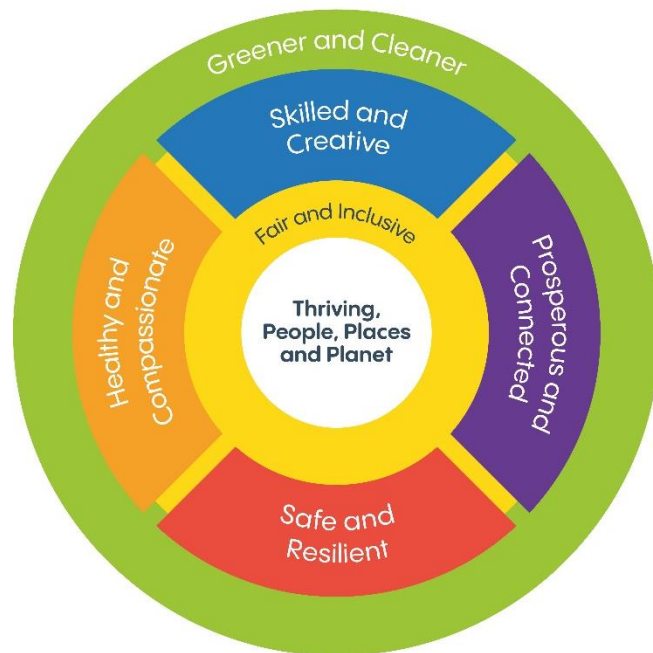 Greener and Cleaner
Skilled and
Creative
Fair and Inclusive
Healthy and
Compassionate
Thriving,
People, Places
and Planet
Prosperous and
Connected
Safe and
Resilient